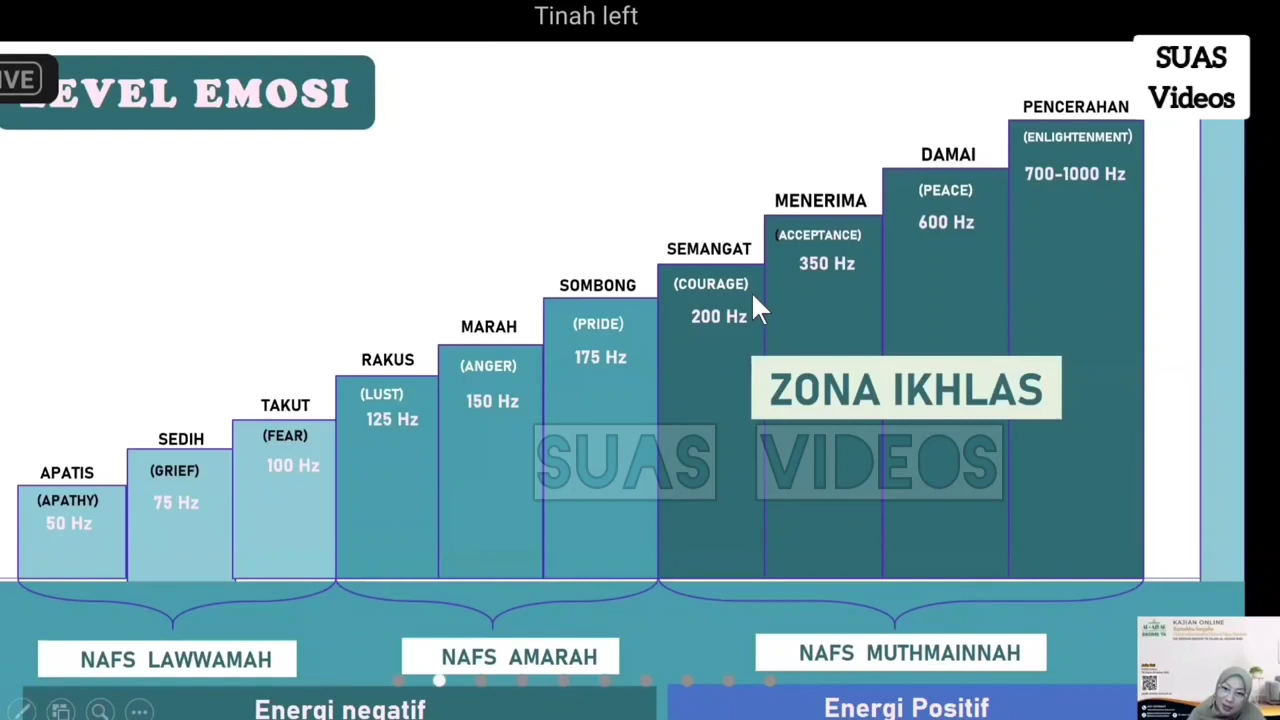 Tinah left
IVE
LEVEL EMOSI
SUAS
Videos
PENCERAHAN
(ENLIGHTENMENT)
700-1000 Hz
DAMAI
(PEACE)
600 Hz
MENERIMA
(ACCEPTANCE)
350 Hz
SEMANGAT
(COURAGE)
200 Hz
SOMBONG
(PRIDE)
175 Hz
MARAH
(ANGER)
150 Hz
RAKUS
(LUST)
125 Hz
TAKUT
(FEAR)
100 Hz
SEDIH
(GRIEF)
75 Hz
APATIS
(APATHY)
50 Hz
ZONA IKHLAS
SUAS VIDEOS
NAFS LAWWAMAH
NAFS AMARAH
NAFS MUTHMAINNAH
Energi negatif
Energi Positif
KAJIAN ONLINE